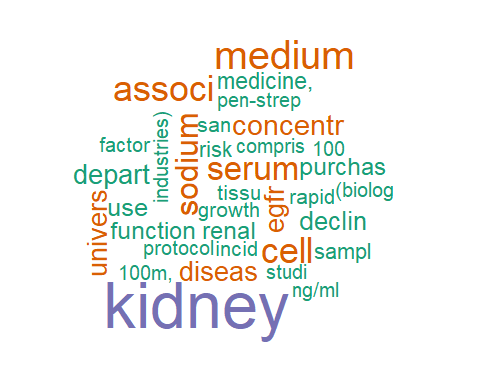 medium
associ
medicine,
pen-strep
sodium
san
concentr
factor
industries)
risk
compris
100
depart
serum
purchas
tissu
egfr
rapid
(biolog
univers
use
growth
declin
function
renal
protocol
incid
cell
sampl
100m,
diseas
studi
kidney
ng/ml